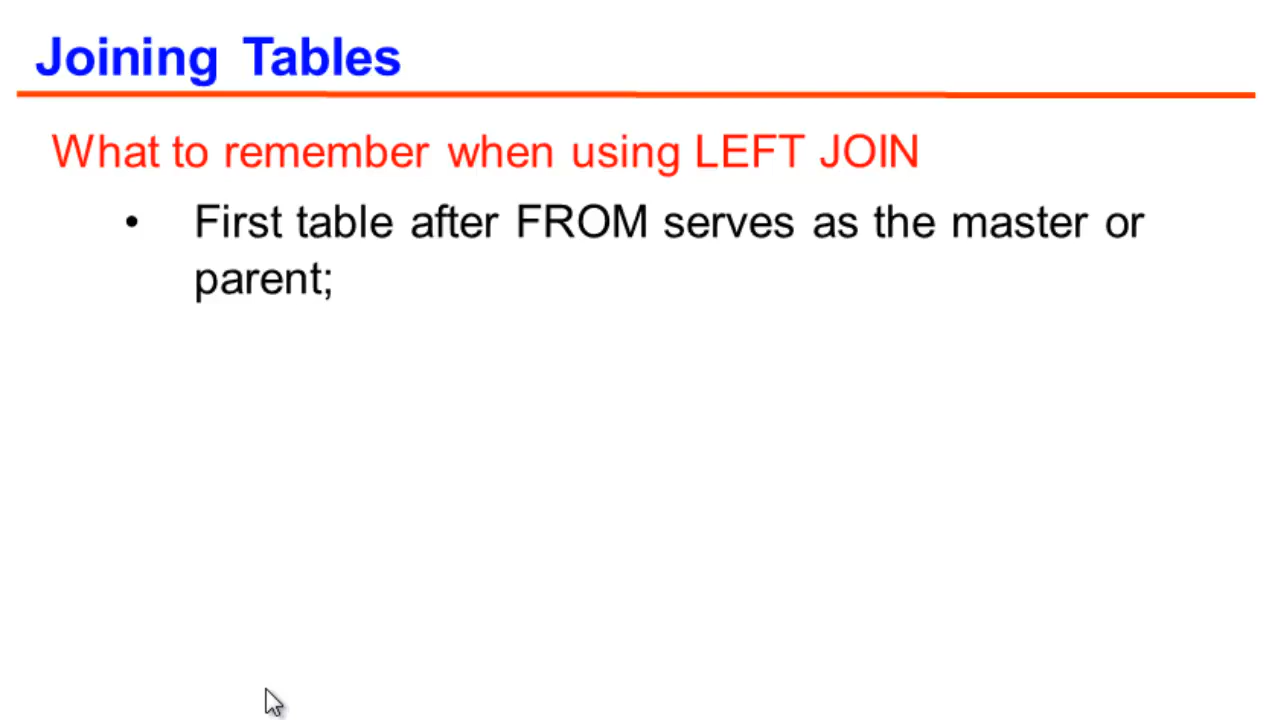 Joining Tables
What to remember when using LEFT JOIN
• First table after FROM serves as the master or
parent;